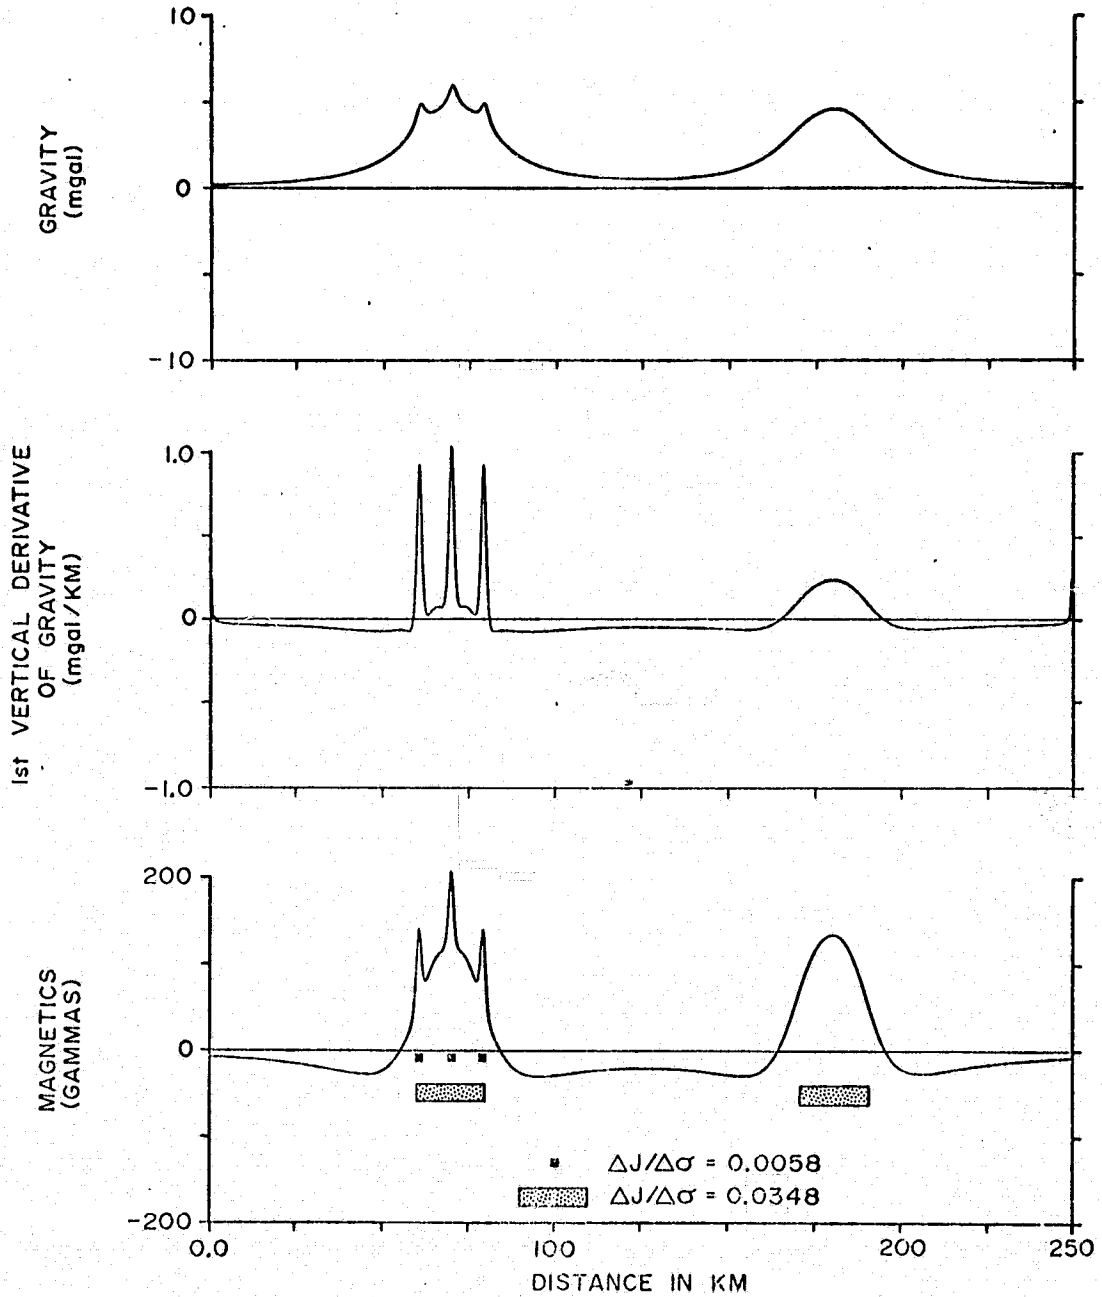 10
0
-10
GRAVITY
(mgal)
1.0
0
-1.0
1st VERTICAL DERIVATIVE
OF GRAVITY
(mgal/KM)
200
0
-200
MAGNETICS
(GAMMAS)
ΔJ/Δσ = 0.0058
ΔJ/Δσ = 0.0348
0.0 100 200 250
DISTANCE IN KM